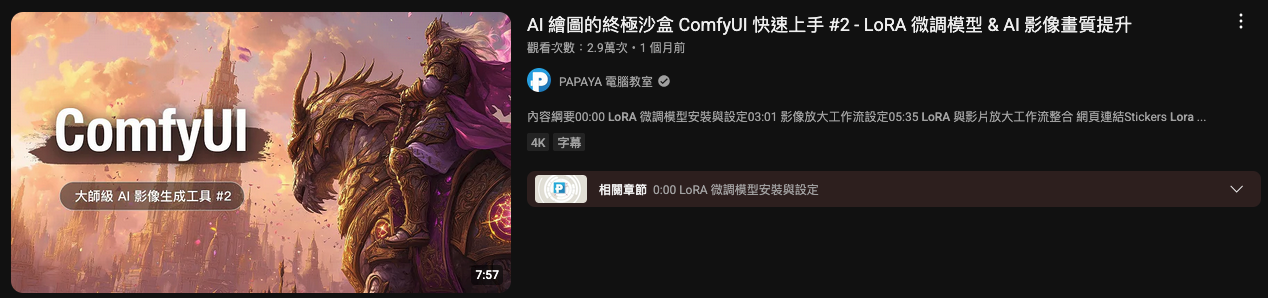 ComfyUI
大師級 AI 影像生成工具 #2
7:57
AI 繪圖的終極沙盒 ComfyUI 快速上手 #2 - LoRA 微調模型 & AI 影像畫質提升
觀看次數：2.9萬次・1 個月前
P PAPAYA 電腦教室
內容綱要00:00 LoRA 微調模型安裝與設定03:01 影像放大工作流設定05:35 LoRA 與影片放大工作流整合 網頁連結Stickers Lora ...
4K 字幕
P 相關章節 0:00 LoRA 微調模型安裝與設定